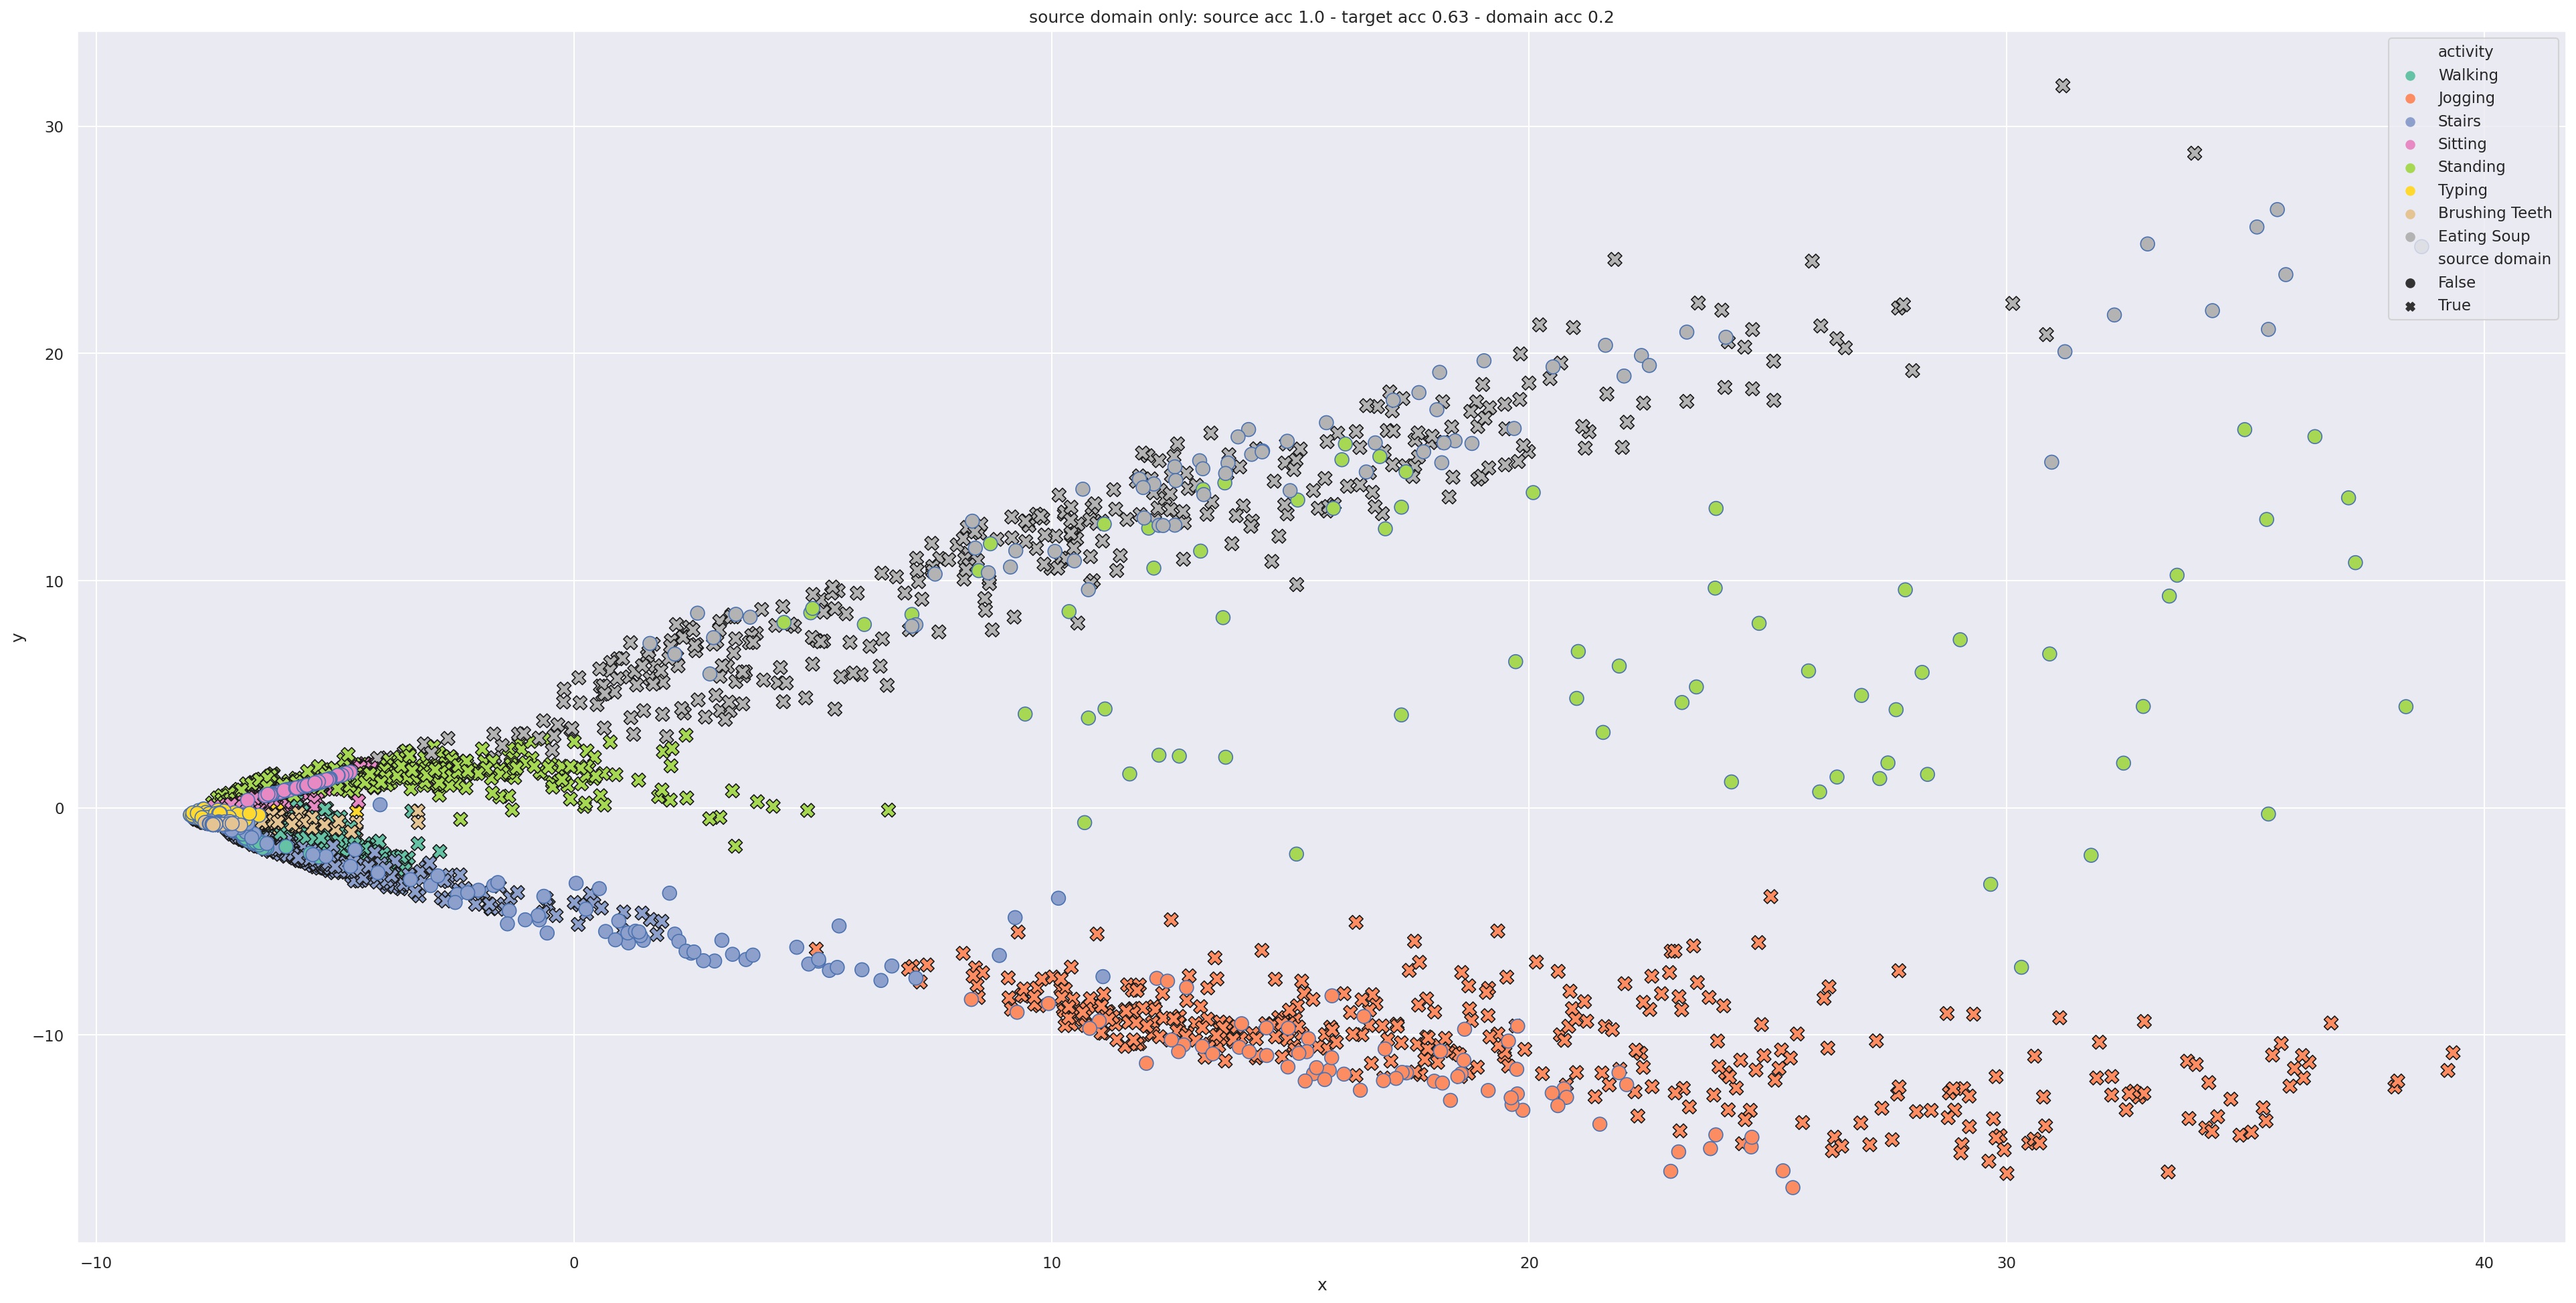 source domain only: source acc 1.0 - target acc 0.63 - domain acc 0.2
activity
Walking
Jogging
Stairs
Sitting
Standing
Typing
Brushing Teeth
Eating Soup
source domain
False
True
30
20
10
0
−10
y
−10 0 10 20 30 40
x